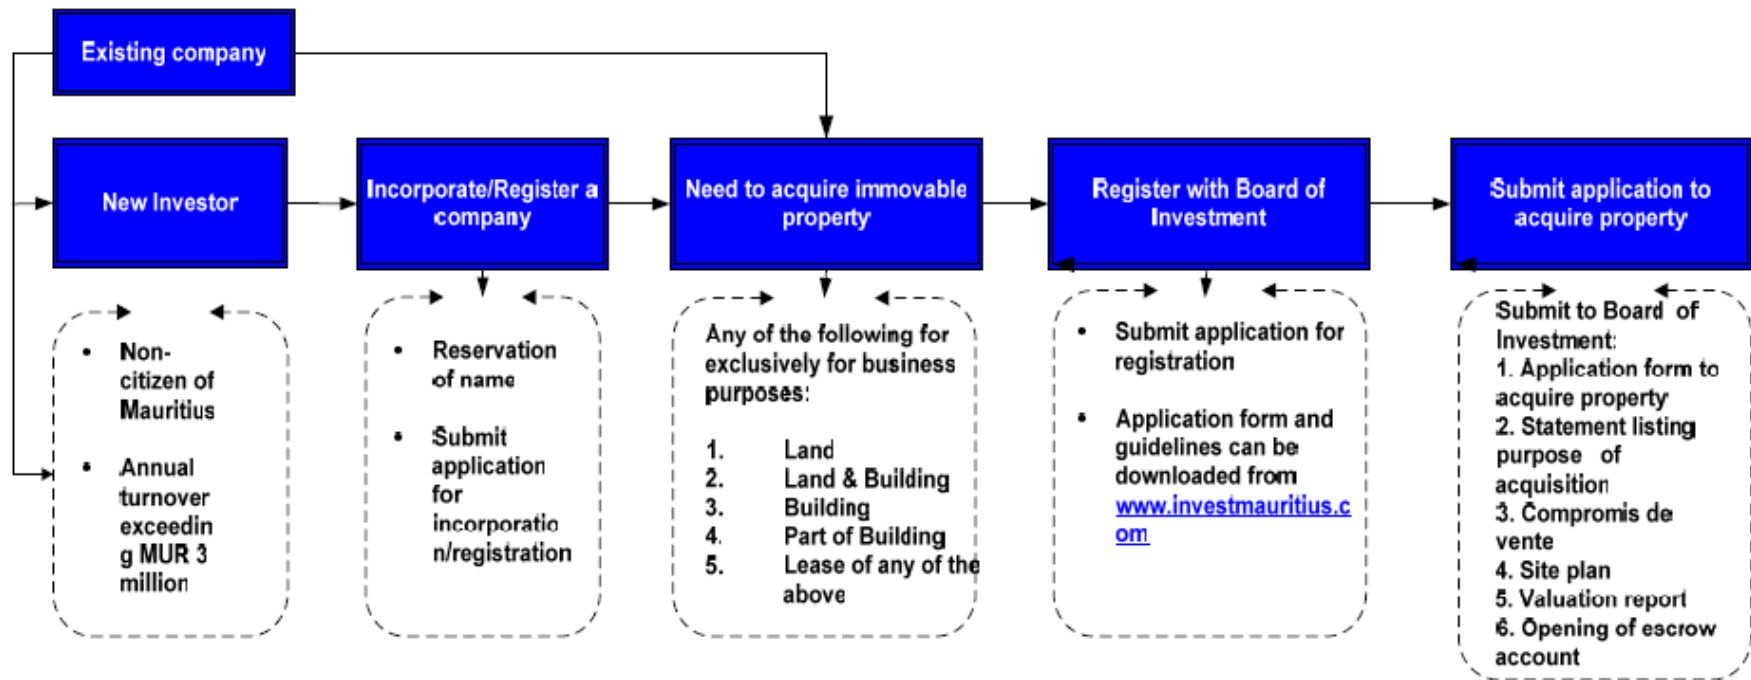 Existing company
New Investor
Incorporate/Register a
company
Need to acquire immovable
property
Register with Board of
Investment
Submit application to
acquire property
• Non-
citizen of
Mauritius
• Annual
turnover
exceedin
g MUR 3
million
• Reservation
of name
• Submit
application
for
incorporatio
n/registration
Any of the following for
exclusively for business
purposes:
1. Land
2. Land & Building
3. Building
4. Part of Building
5. Lease of any of the
above
• Submit application for
registration
• Application form and
guidelines can be
downloaded from
www.investmauritius.c
om
Submit to Board of
Investment:
1. Application form to
acquire property
2. Statement listing
purpose of
acquisition
3. Compromis de
vente
4. Site plan
5. Valuation report
6. Opening of escrow
account